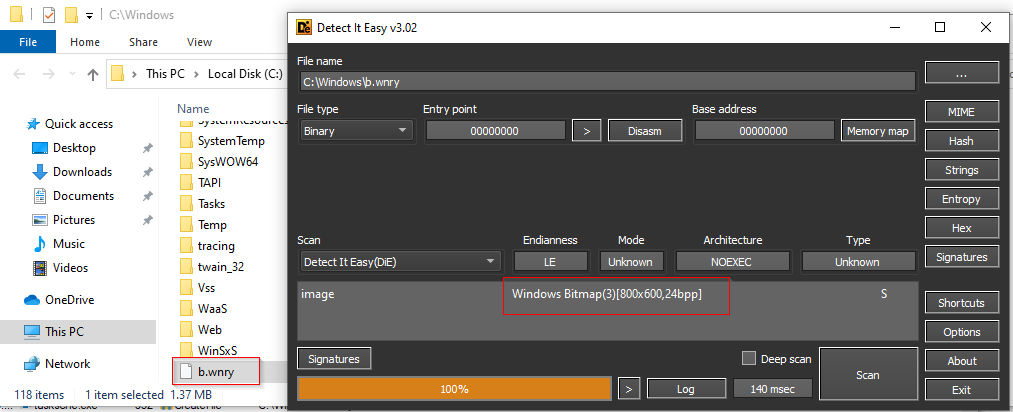 C:\Windows
File
Home
Share
View
This PC
Local Disk (C:)
Quick access
Desktop
Downloads
Documents
Pictures
Music
Videos
OneDrive
This PC
Network
Name
SystemResources
SystemTemp
SysWOW64
TAPI
Tasks
Temp
tracing
twain_32
Vss
WaaS
Web
WinSxS
b.wnry
118 items
1 item selected
1.37 MB
Detect It Easy v3.02
File name
C:\Windows\b.wnry
...
File type
Entry point
Base address
Binary
00000000
>
Disasm
00000000
Memory map
MIME
Hash
Strings
Entropy
Hex
Signatures
Scan
Endianness
Mode
Architecture
Type
Detect It Easy(DiE)
LE
Unknown
NOEXEC
Unknown
image
Windows Bitmap(3)[800x600,24bpp]
S
Shortcuts
Options
About
Exit
Signatures
Deep scan
Scan
100%
>
Log
140 msec